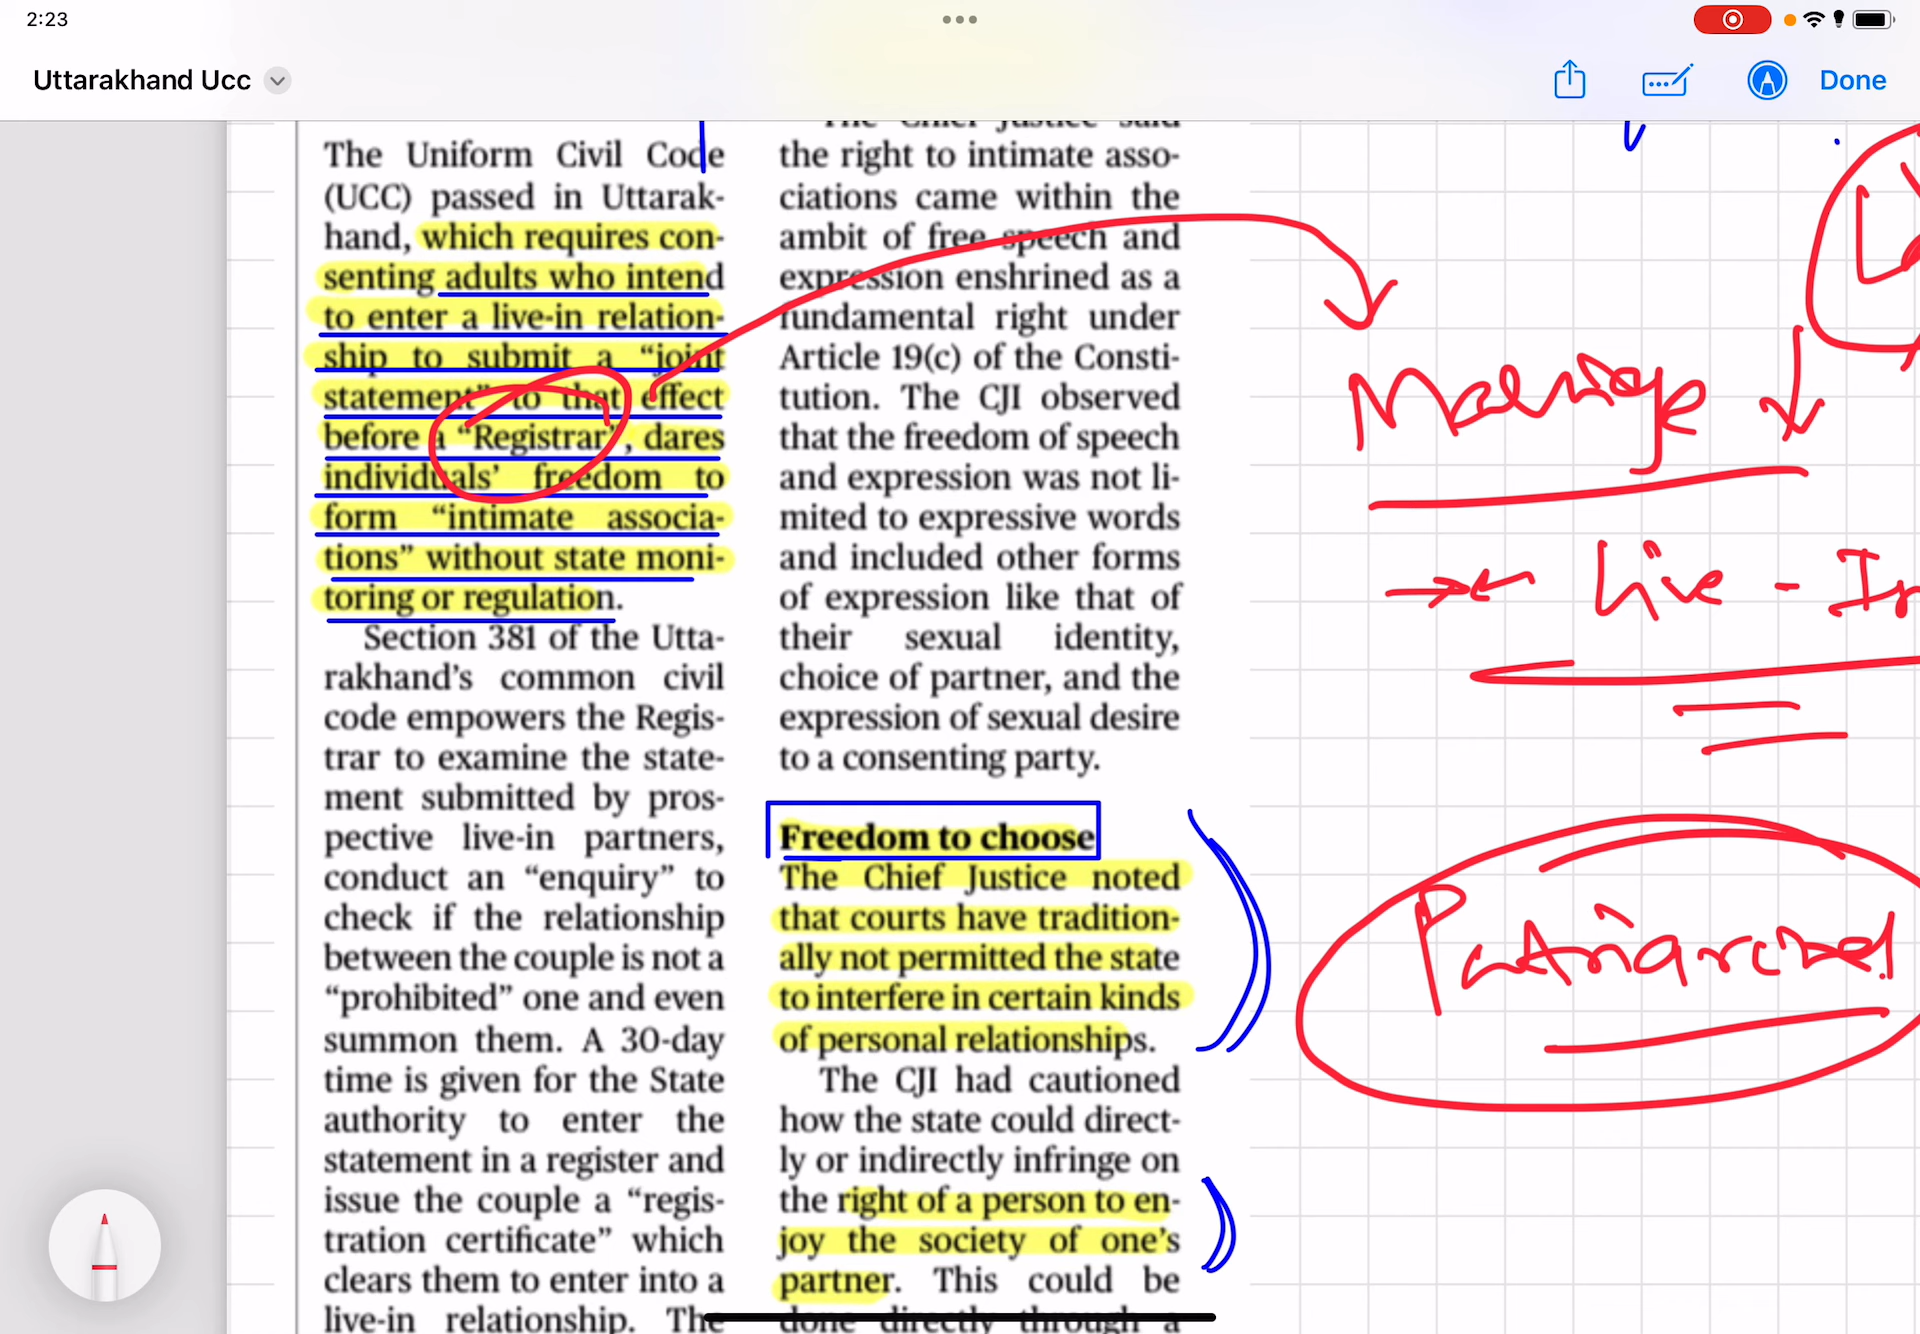 2:23
Uttarakhand Ucc
Done
The Uniform Civil Code
(UCC) passed in Uttarak-
hand, which requires con-
senting adults who intend
to enter a live-in relation-
ship to submit a “joint
statement” to that effect
before a “Registrar”, dares
individuals’ freedom to
form “intimate associa-
tions” without state moni-
toring or regulation.
Section 381 of the Utta-
rakhand’s common civil
code empowers the Regis-
trar to examine the state-
ment submitted by pros-
pective live-in partners,
conduct an “enquiry” to
check if the relationship
between the couple is not a
“prohibited” one and even
summon them. A 30-day
time is given for the State
authority to enter the
statement in a register and
issue the couple a “regis-
tration certificate” which
clears them to enter into a
live-in relationship. The
The Chief Justice said
the right to intimate asso-
ciations came within the
ambit of free speech and
expression enshrined as a
fundamental right under
Article 19(c) of the Consti-
tution. The CJI observed
that the freedom of speech
and expression was not li-
mited to expressive words
and included other forms
of expression like that of
their sexual identity,
choice of partner, and the
expression of sexual desire
to a consenting party.
Freedom to choose
The Chief Justice noted
that courts have tradition-
ally not permitted the state
to interfere in certain kinds
of personal relationships.
The CJI had cautioned
how the state could direct-
ly or indirectly infringe on
the right of a person to en-
joy the society of one’s
partner. This could be
done directly through a
Marriage
Live - In
Patriarchal